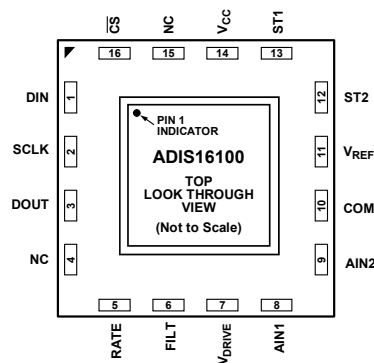 CS NC VCC ST1
16 15 14 13
DIN 1
SCLK 2
DOUT 3
NC 4
PIN 1
INDICATOR
ADIS16100
TOP
LOOK THROUGH
VIEW
(Not to Scale)
12 ST2
11 VREF
10 COM
9 AIN2
5 6 7 8
RATE FILT VDRIVE AIN1